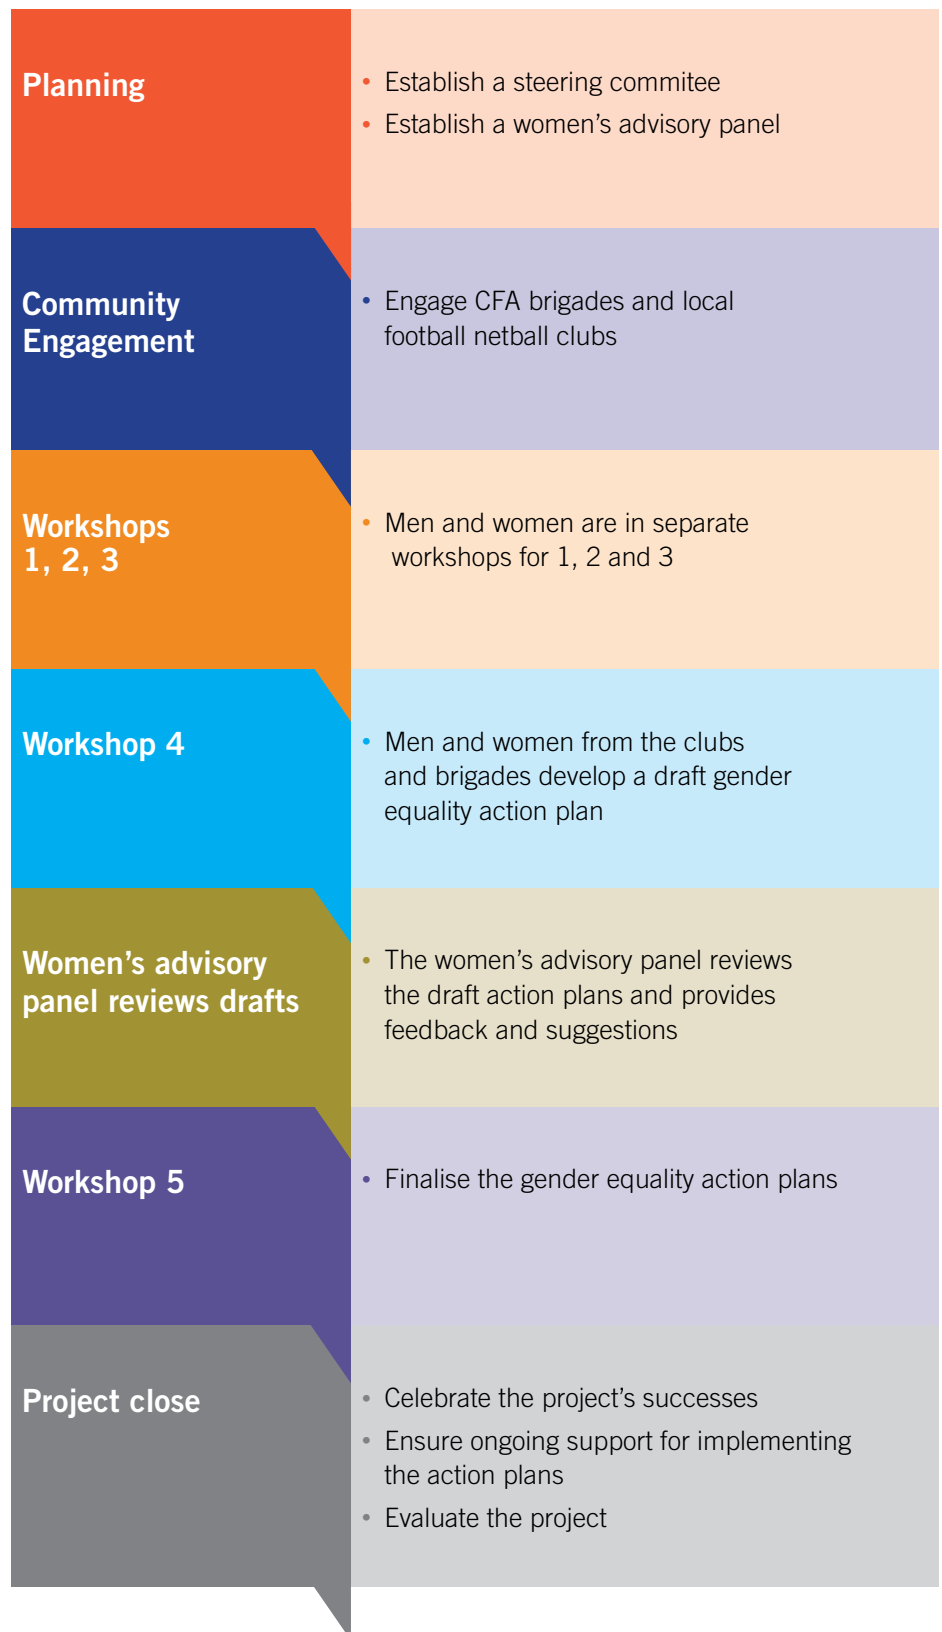 Planning
• Establish a steering commitee
• Establish a women’s advisory panel
Community
Engagement
• Engage CFA brigades and local
football netball clubs
Workshops
1, 2, 3
• Men and women are in separate
workshops for 1, 2 and 3
Workshop 4
• Men and women from the clubs
and brigades develop a draft gender
equality action plan
Women’s advisory
panel reviews drafts
• The women’s advisory panel reviews
the draft action plans and provides
feedback and suggestions
Workshop 5
• Finalise the gender equality action plans
Project close
• Celebrate the project’s successes
• Ensure ongoing support for implementing
the action plans
• Evaluate the project